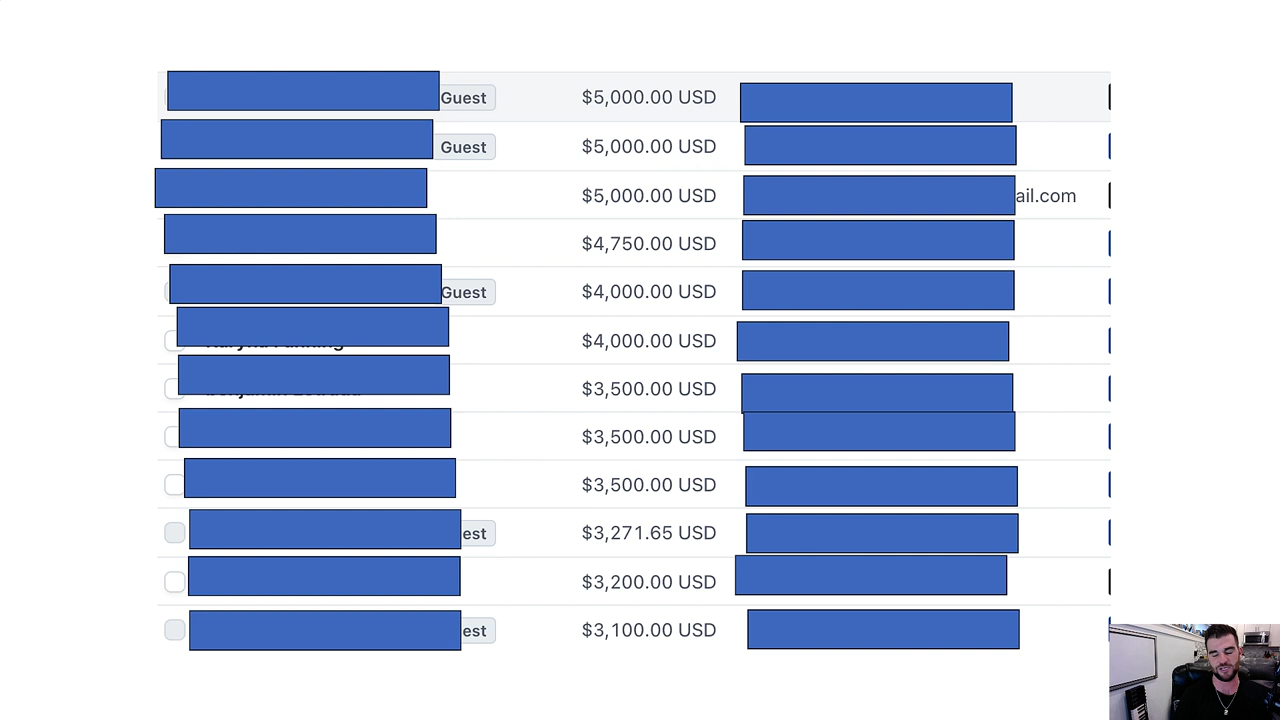 Guest $5,000.00 USD
Guest $5,000.00 USD
$5,000.00 USD ail.com
$4,750.00 USD
Guest $4,000.00 USD
$4,000.00 USD
$3,500.00 USD
$3,500.00 USD
$3,500.00 USD
est $3,271.65 USD
$3,200.00 USD
est $3,100.00 USD